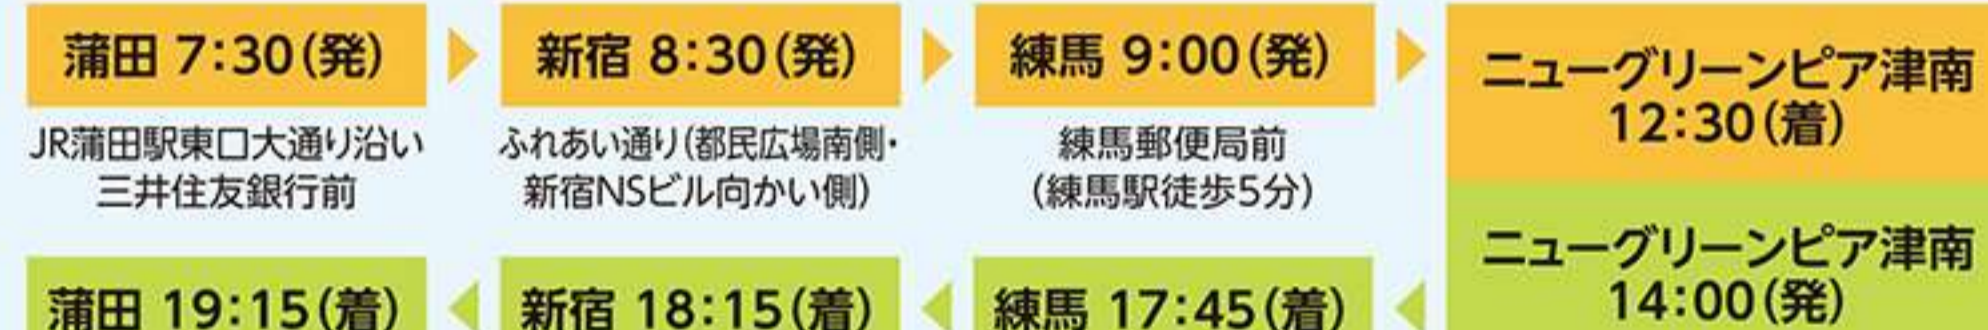 蒲田 7:30(発)
新宿 8:30(発)
練馬 9:00(発)
ニューグリーンピア津南
12:30(着)
JR蒲田駅東口大通り沿い
三井住友銀行前
ふれあい通り(都民広場南側・
新宿NSビル向かい側)
練馬郵便局前
(練馬駅徒歩5分)
ニューグリーンピア津南
14:00(発)
蒲田 19:15(着)
新宿 18:15(着)
練馬 17:45(着)